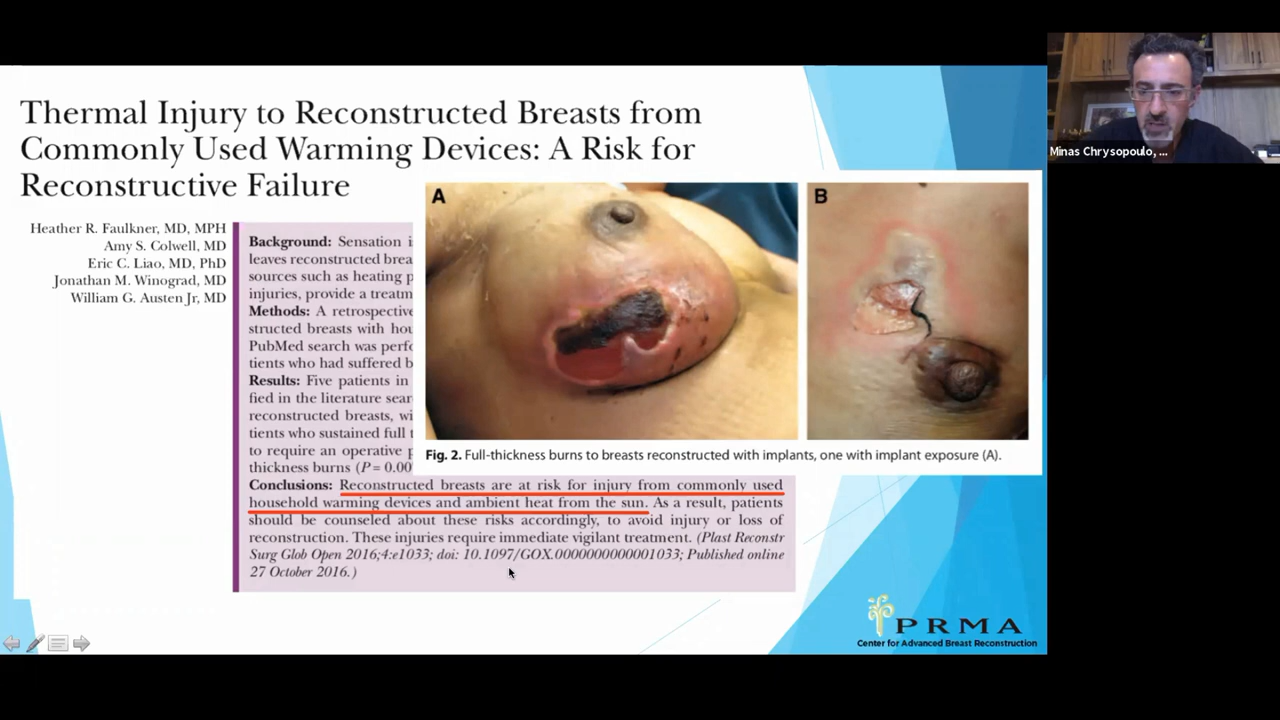 Thermal Injury to Reconstructed Breasts from
Commonly Used Warming Devices: A Risk for
Reconstructive Failure
Heather R. Faulkner, MD, MPH
Amy S. Colwell, MD
Eric C. Liao, MD, PhD
Jonathan M. Winograd, MD
William G. Austen Jr, MD
Background: Sensation
leaves reconstructed
sources such as heating
injuries, provide a
Methods: A retrospective
structed breasts with
PubMed search was
tients who had suffered
Results: Five patients in
fied in the literature
reconstructed breasts,
tients who sustained full
to require an operative
thickness burns (P = 0.00
Conclusions: Reconstructed breasts are at risk for injury from commonly used
household warming devices and ambient heat from the sun. As a result, patients
should be counseled about these risks accordingly, to avoid injury or loss of
reconstruction. These injuries require immediate vigilant treatment. (Plast Reconstr
Surg Glob Open 2016;4:e1033; doi: 10.1097/GOX.0000000000001033; Published online
27 October 2016.)
A
B
Fig. 2. Full-thickness burns to breasts reconstructed with implants, one with implant exposure (A).
PRMA
Center for Advanced Breast Reconstruction
Minas Chrysopoulo, ...